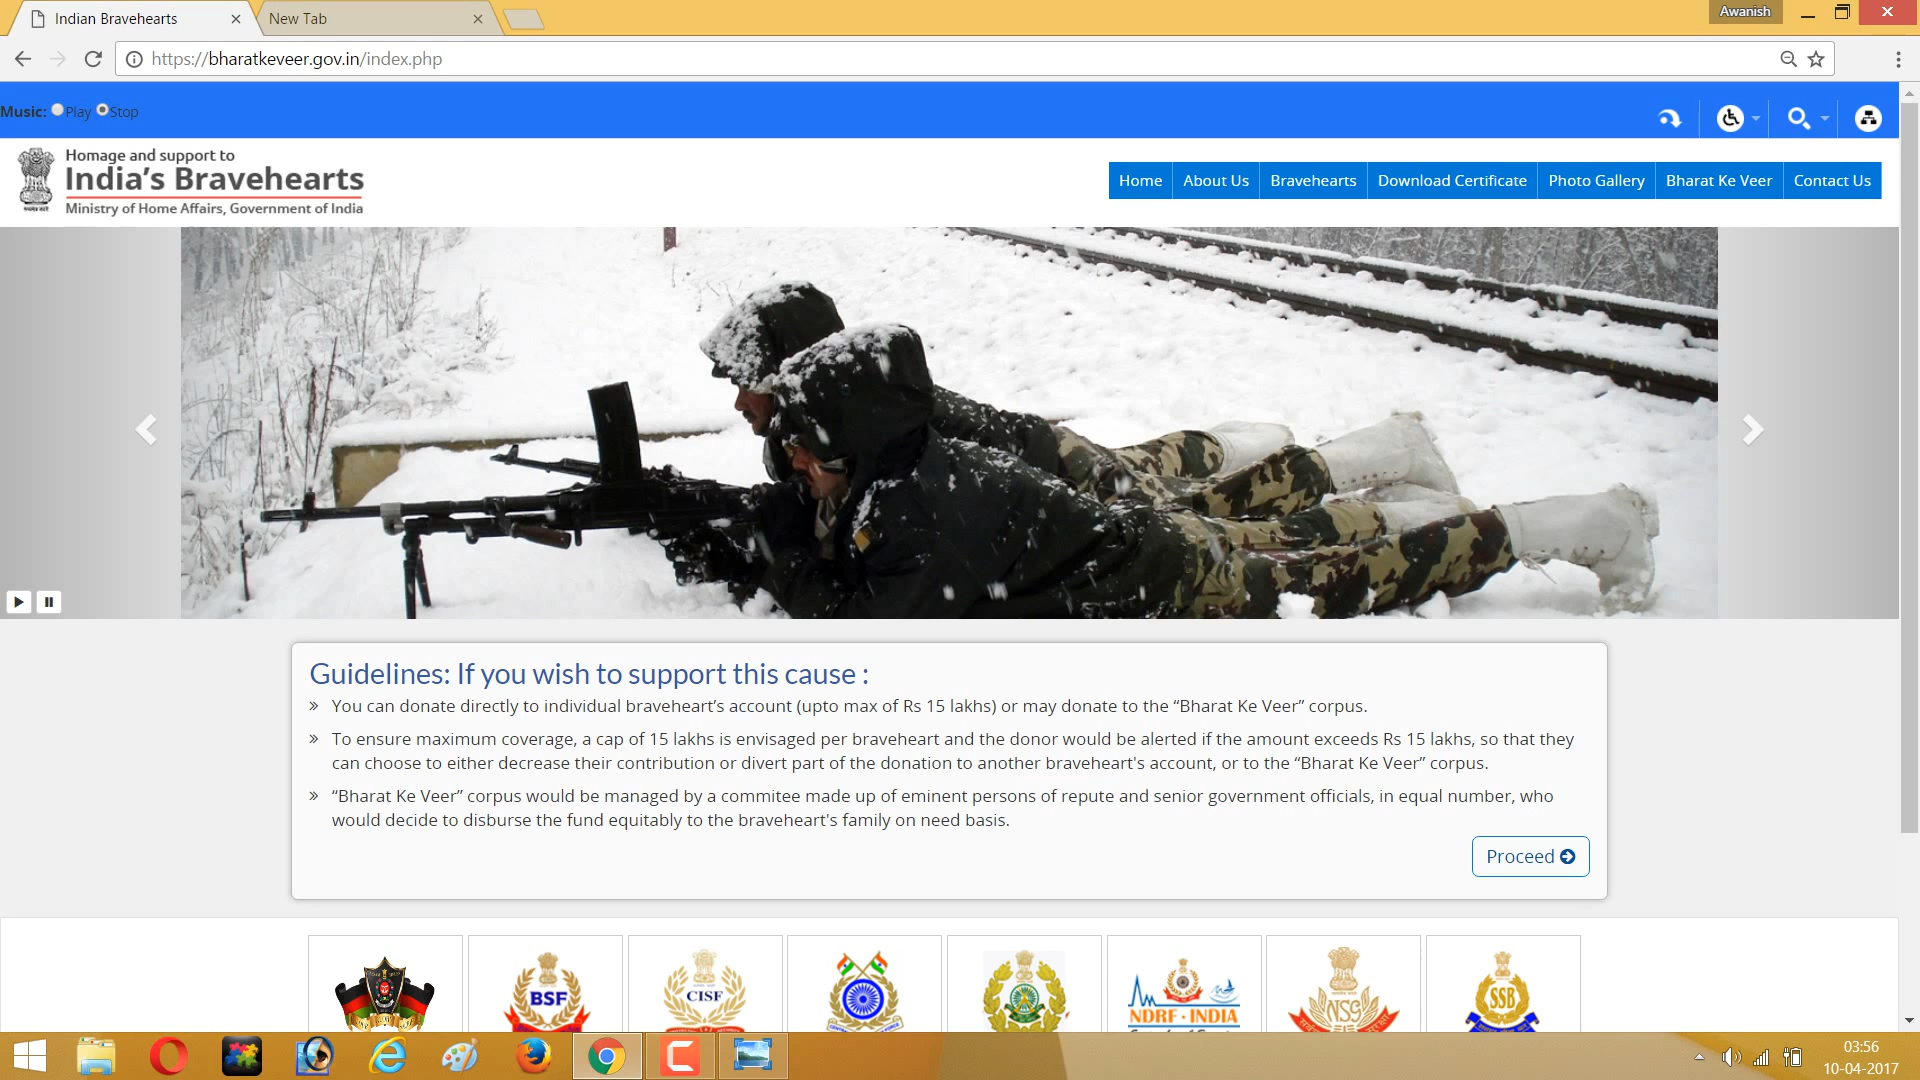 Indian Bravehearts
New Tab
Awanish
https://bharatkeveer.gov.in/index.php
Music: Play Stop
Homage and support to
India's Bravehearts
Ministry of Home Affairs, Government of India
Home About Us Bravehearts Download Certificate Photo Gallery Bharat Ke Veer Contact Us
Guidelines: If you wish to support this cause :
» You can donate directly to individual braveheart's account (upto max of Rs 15 lakhs) or may donate to the “Bharat Ke Veer” corpus.
» To ensure maximum coverage, a cap of 15 lakhs is envisaged per braveheart and the donor would be alerted if the amount exceeds Rs 15 lakhs, so that they
can choose to either decrease their contribution or divert part of the donation to another braveheart's account, or to the “Bharat Ke Veer” corpus.
» “Bharat Ke Veer” corpus would be managed by a commitee made up of eminent persons of repute and senior government officials, in equal number, who
would decide to disburse the fund equitably to the braveheart's family on need basis.
Proceed
BSF
CISF
NDRF · INDIA
NSG
SSB
03:56
10-04-2017